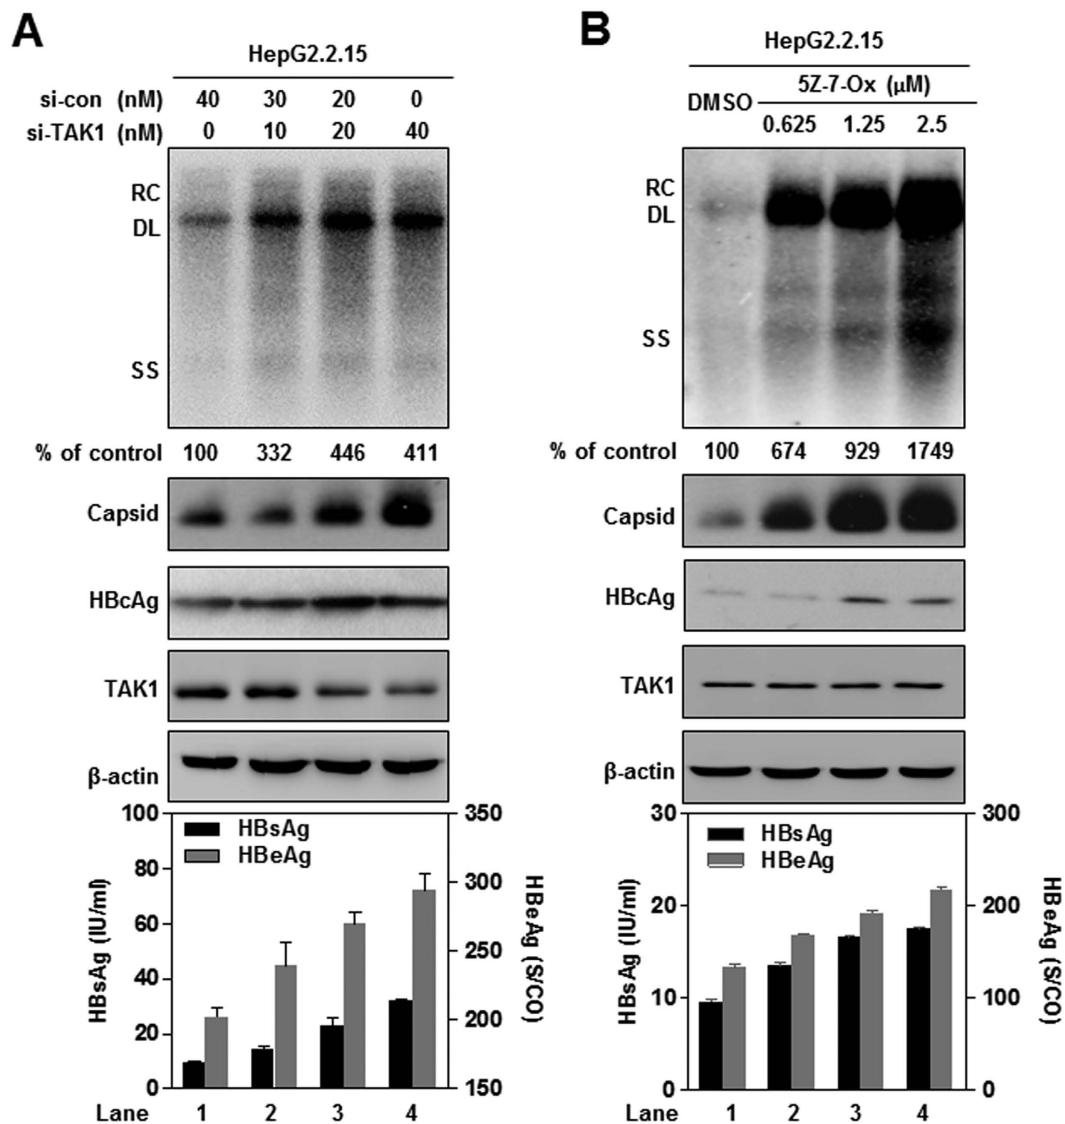 A
HepG2.2.15
si-con (nM) 40 30 20 0
si-TAK1 (nM) 0 10 20 40
RC
DL
SS
% of control 100 332 446 411
Capsid
HBcAg
TAK1
β-actin
100
80
60
40
20
0
HBsAg (IU/ml)
HBsAg
HBeAg
350
300
250
200
150
HBeAg (S/CO)
Lane 1 2 3 4
B
HepG2.2.15
DMSO
5Z-7-Ox (μM)
0.625 1.25 2.5
RC
DL
SS
% of control 100 674 929 1749
Capsid
HBcAg
TAK1
β-actin
30
20
10
0
HBsAg (IU/ml)
HBsAg
HBeAg
300
200
100
0
HBeAg (S/CO)
Lane 1 2 3 4